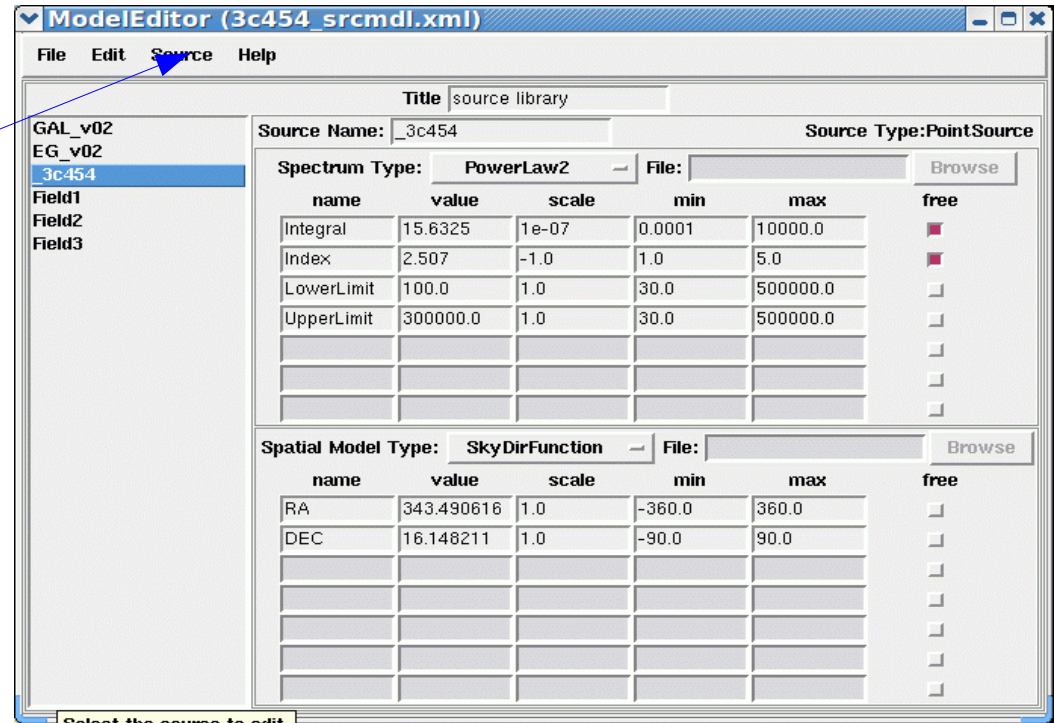 ModelEditor (3c454_srcmdl.xml)
File Edit Source Help
Title source library
GAL_v02
EG_v02
_3c454
Field1
Field2
Field3
Source Name: _3c454 Source Type:PointSource
Spectrum Type: PowerLaw2 File: Browse
name value scale min max free
Integral 15.6325 1e-07 0.0001 10000.0
Index 2.507 -1.0 1.0 5.0
LowerLimit 100.0 1.0 30.0 500000.0
UpperLimit 300000.0 1.0 30.0 500000.0
Spatial Model Type: SkyDirFunction File: Browse
name value scale min max free
RA 343.490616 1.0 -360.0 360.0
DEC 16.148211 1.0 -90.0 90.0
Select the source to edit